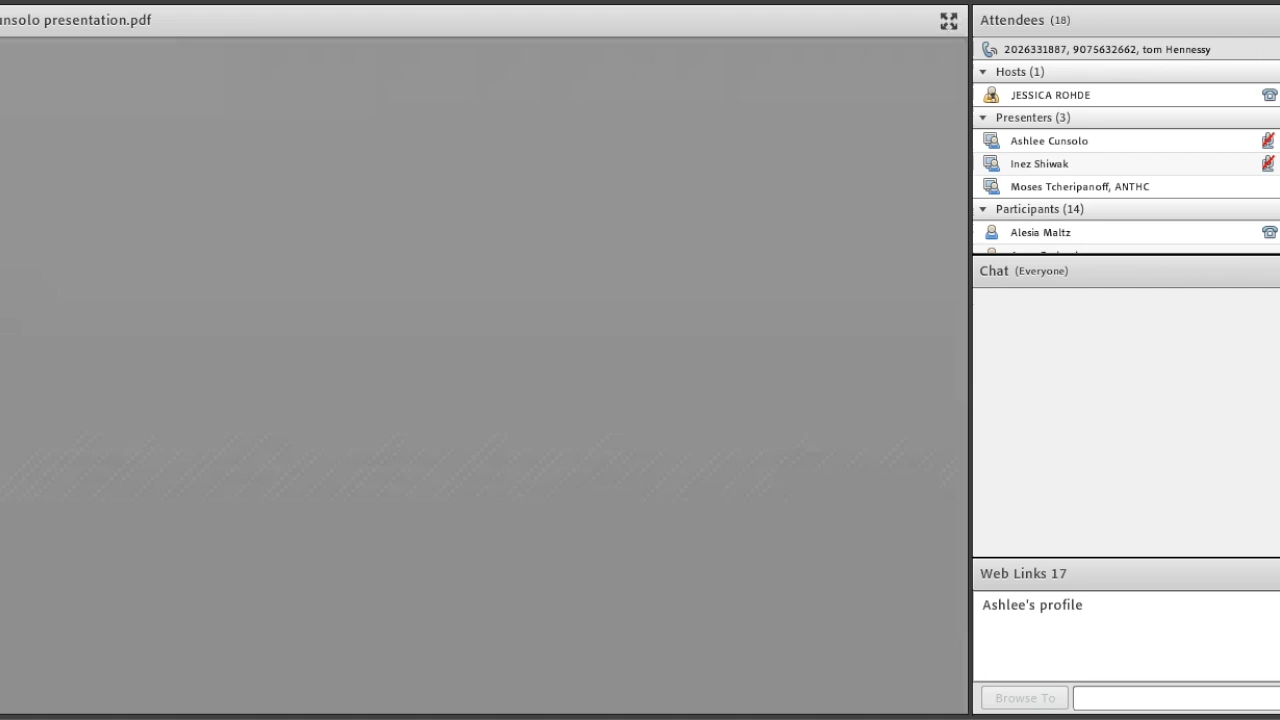 unsolo presentation.pdf
Attendees (18)
2026331887, 9075632662, tom Hennessy
Hosts (1)
JESSICA ROHDE
Presenters (3)
Ashlee Cunsolo
Inez Shiwak
Moses Tcheripanoff, ANTHC
Participants (14)
Alesia Maltz
Chat (Everyone)
Web Links 17
Ashlee's profile
Browse To